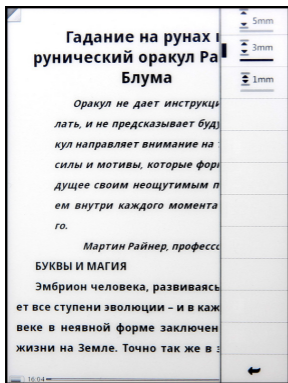 Гадание на рунах
рунический оракул Ра
Блума
Оракул не дает инструкци
лать, и не предсказывает буду
кул направляет внимание на
силы и мотивы, которые фор
дущее своим неощутимым п
ем внутри каждого момента
го.
Мартин Райнер, професс
БУКВЫ И МАГИЯ
Эмбрион человека, развиваясь
ет все ступени эволюции – и в каж
веке в неявной форме заключен
жизни на Земле. Точно так же в
16:04
5mm
3mm
1mm